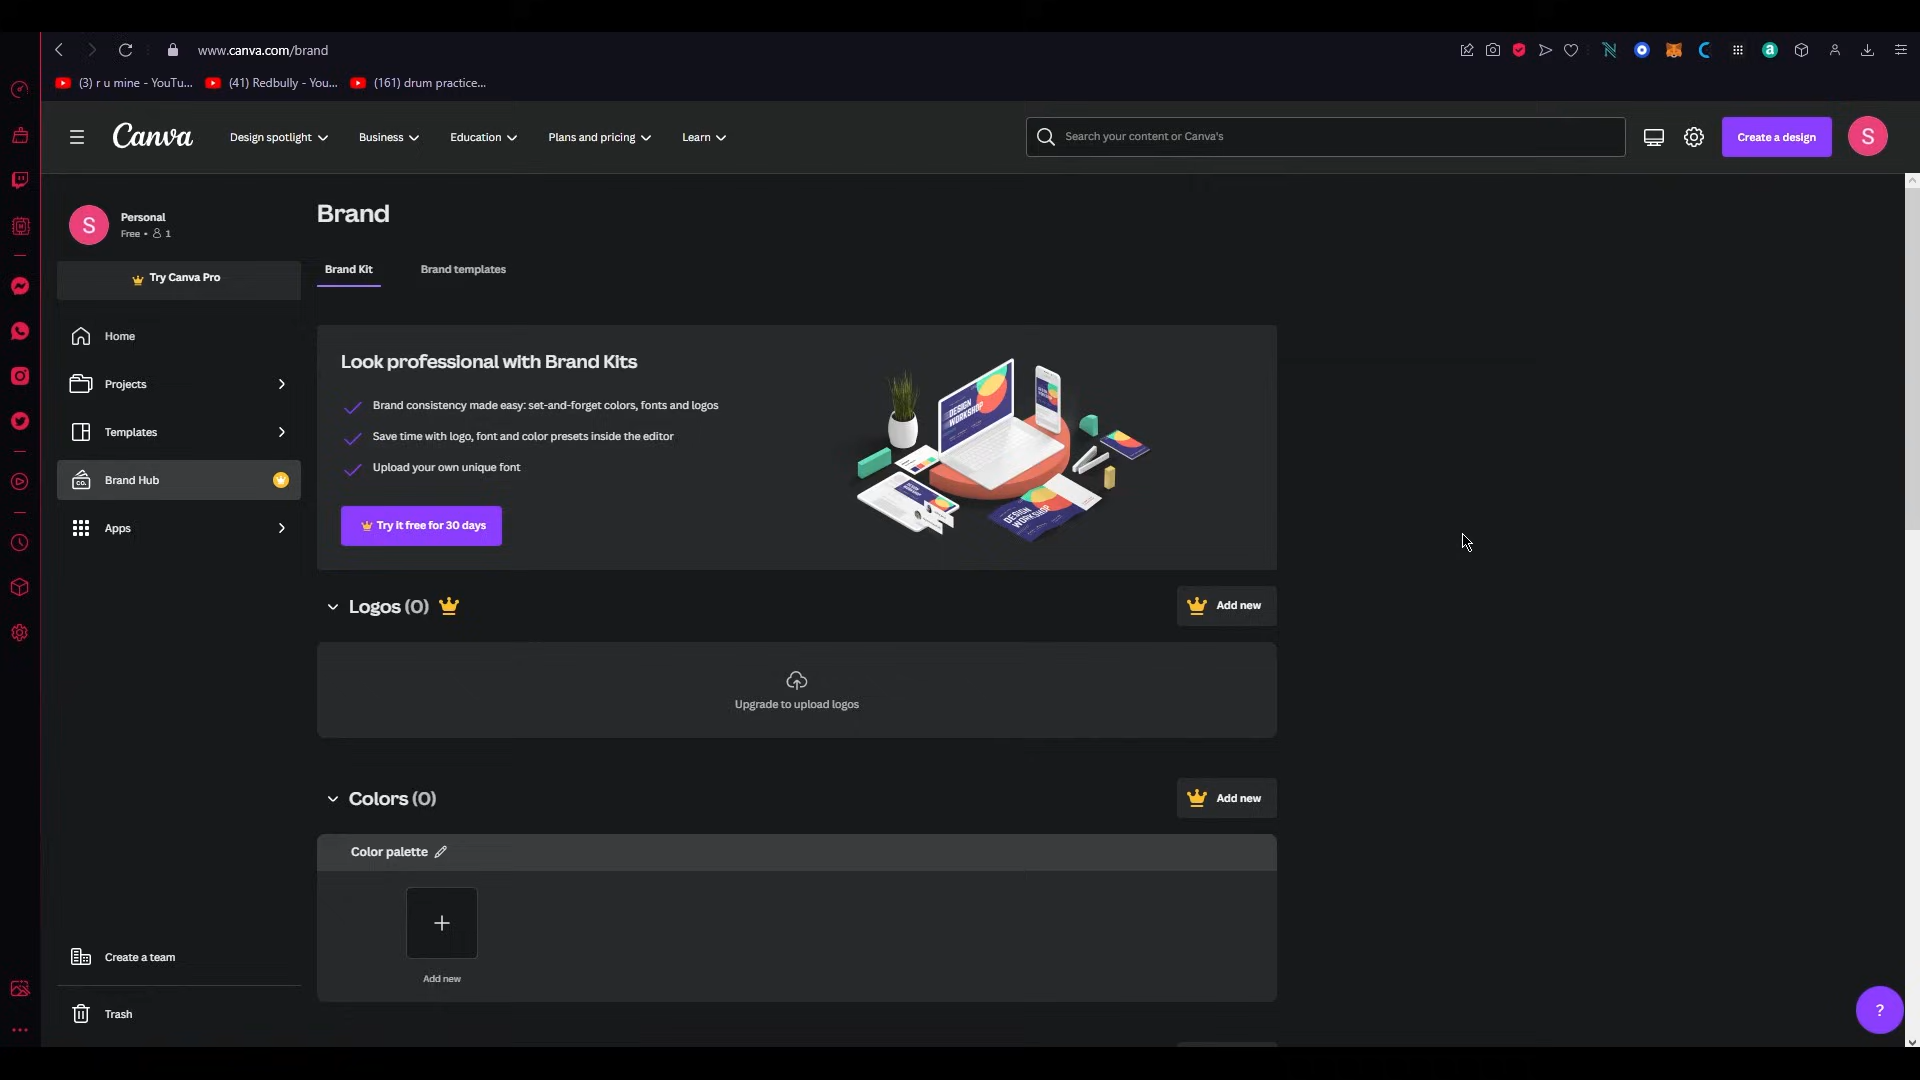 www.canva.com/brand
(3) r u mine - YouTu...
(41) Redbully - You...
(161) drum practice...
Canva
Design spotlight
Business
Education
Plans and pricing
Learn
Search your content or Canva's
Create a design
S
S
Personal
Free • 1
Try Canva Pro
Home
Projects
Templates
CO.
Brand Hub
Apps
Create a team
Trash
Brand
Brand Kit
Brand templates
Look professional with Brand Kits
Brand consistency made easy: set-and-forget colors, fonts and logos
Save time with logo, font and color presets inside the editor
Upload your own unique font
Try it free for 30 days
DESIGN
WORKSHOP
DESIGN
WORKSHOP
Logos (0)
Add new
Upgrade to upload logos
Colors (0)
Add new
Color palette
Add new
?